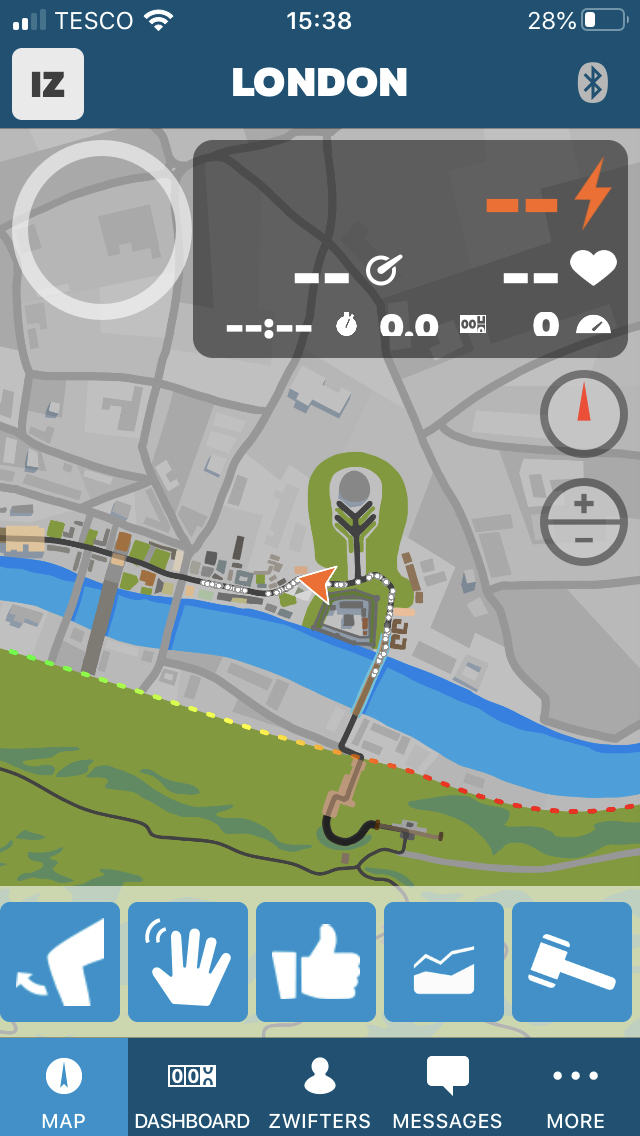 TESCO 15:38 28%
IZ LONDON
-- 
-- --
--:-- 0.0 0
+
−
MAP DASHBOARD ZWIFTERS MESSAGES MORE